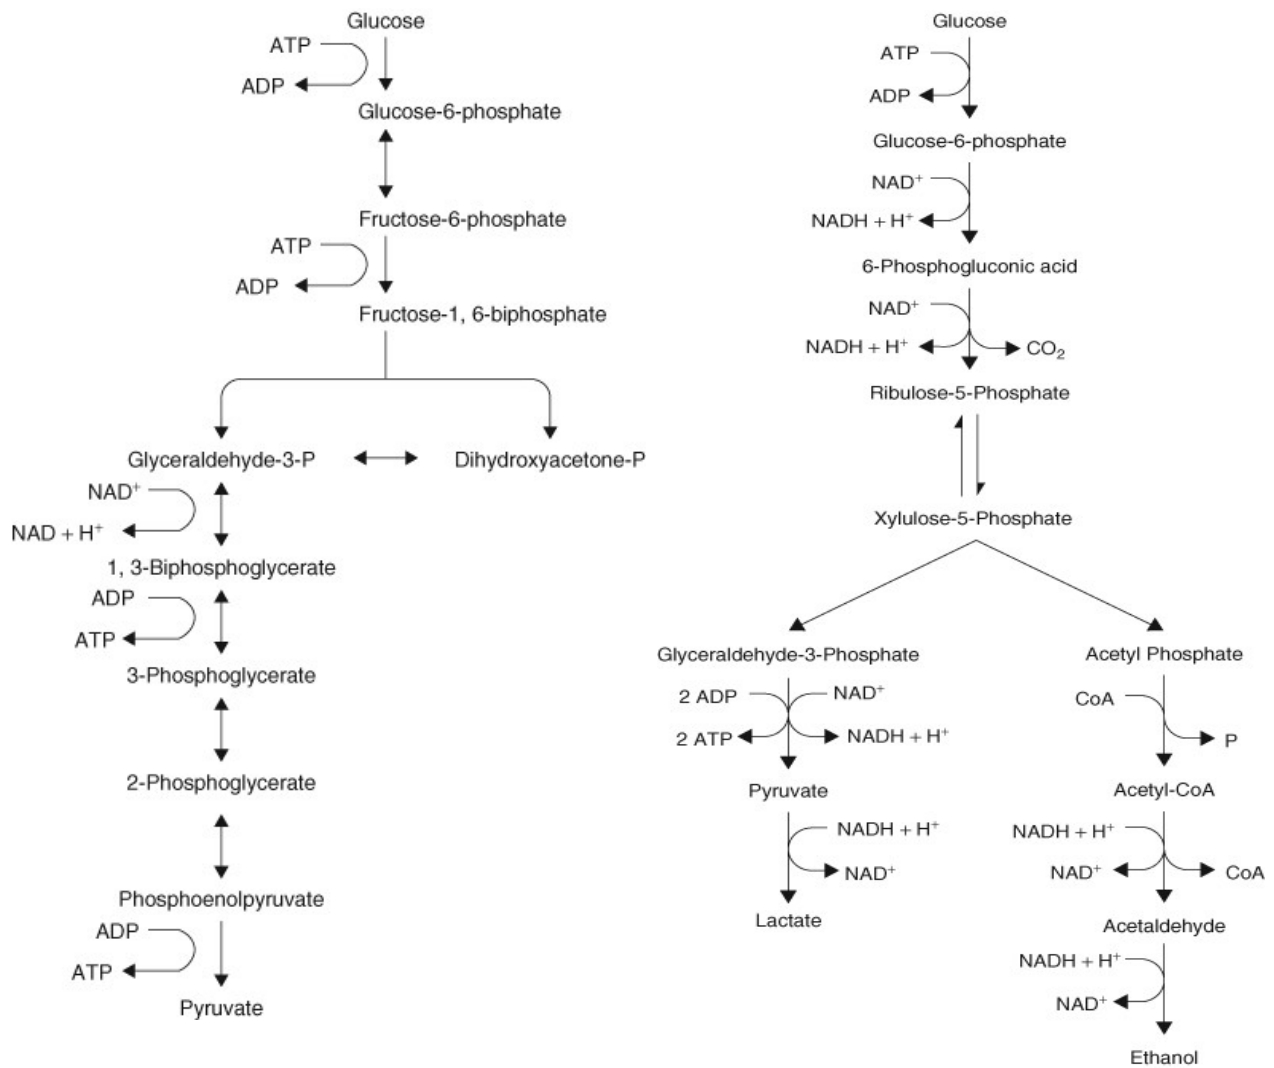 Glucose
ATP
ADP
Glucose-6-phosphate
Fructose-6-phosphate
ATP
ADP
Fructose-1, 6-biphosphate
Glyceraldehyde-3-P
Dihydroxyacetone-P
NAD⁺
NAD + H⁺
1, 3-Biphosphoglycerate
ADP
ATP
3-Phosphoglycerate
2-Phosphoglycerate
Phosphoenolpyruvate
ADP
ATP
Pyruvate
Glucose
ATP
ADP
Glucose-6-phosphate
NAD⁺
NADH + H⁺
6-Phosphogluconic acid
NAD⁺
NADH + H⁺
CO₂
Ribulose-5-Phosphate
Xylulose-5-Phosphate
Glyceraldehyde-3-Phosphate
2 ADP
NAD⁺
2 ATP
NADH + H⁺
Pyruvate
NADH + H⁺
NAD⁺
Lactate
Acetyl Phosphate
CoA
P
Acetyl-CoA
NADH + H⁺
NAD⁺
CoA
Acetaldehyde
NADH + H⁺
NAD⁺
Ethanol